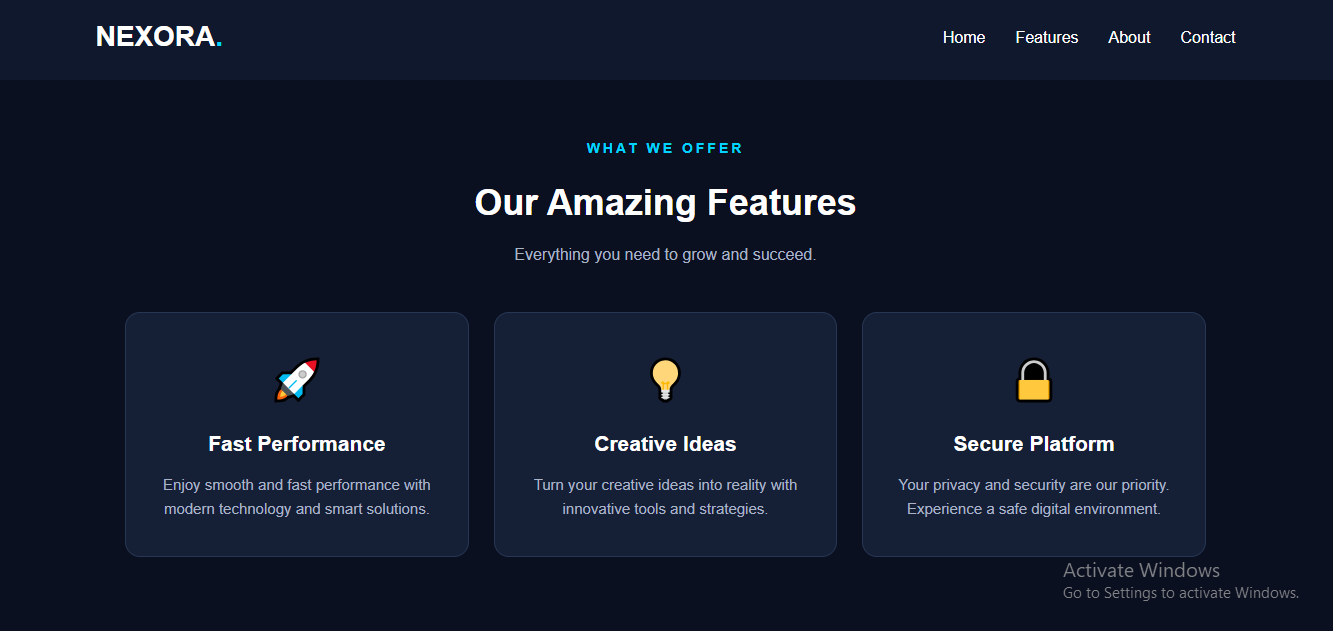 NEXORA.
Home Features About Contact
WHAT WE OFFER
Our Amazing Features
Everything you need to grow and succeed.
Fast Performance
Enjoy smooth and fast performance with
modern technology and smart solutions.
Creative Ideas
Turn your creative ideas into reality with
innovative tools and strategies.
Secure Platform
Your privacy and security are our priority.
Experience a safe digital environment.
Activate Windows
Go to Settings to activate Windows.